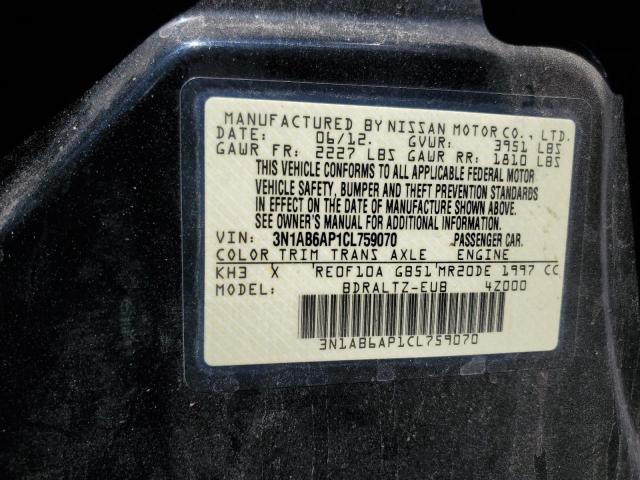 MANUFACTURED BY NISSAN MOTOR CO., LTD.
DATE: 06/12. GVWR: 3951 LBS
GAWR FR: 2227 LBS GAWR RR: 1810 LBS
THIS VEHICLE CONFORMS TO ALL APPLICABLE FEDERAL MOTOR
VEHICLE SAFETY, BUMPER AND THEFT PREVENTION STANDARDS
IN EFFECT ON THE DATE OF MANUFACTURE SHOWN ABOVE.
SEE OWNER'S MANUAL FOR ADDITIONAL INFORMATION.
VIN: 3N1AB6AP1CL759070 PASSENGER CAR.
COLOR TRIM TRANS AXLE ENGINE
KH3 X RE0F10A GB51 MR20DE 1997 CC
MODEL: BDRALTZ-EUB 4Z000
3N1AB6AP1CL759070